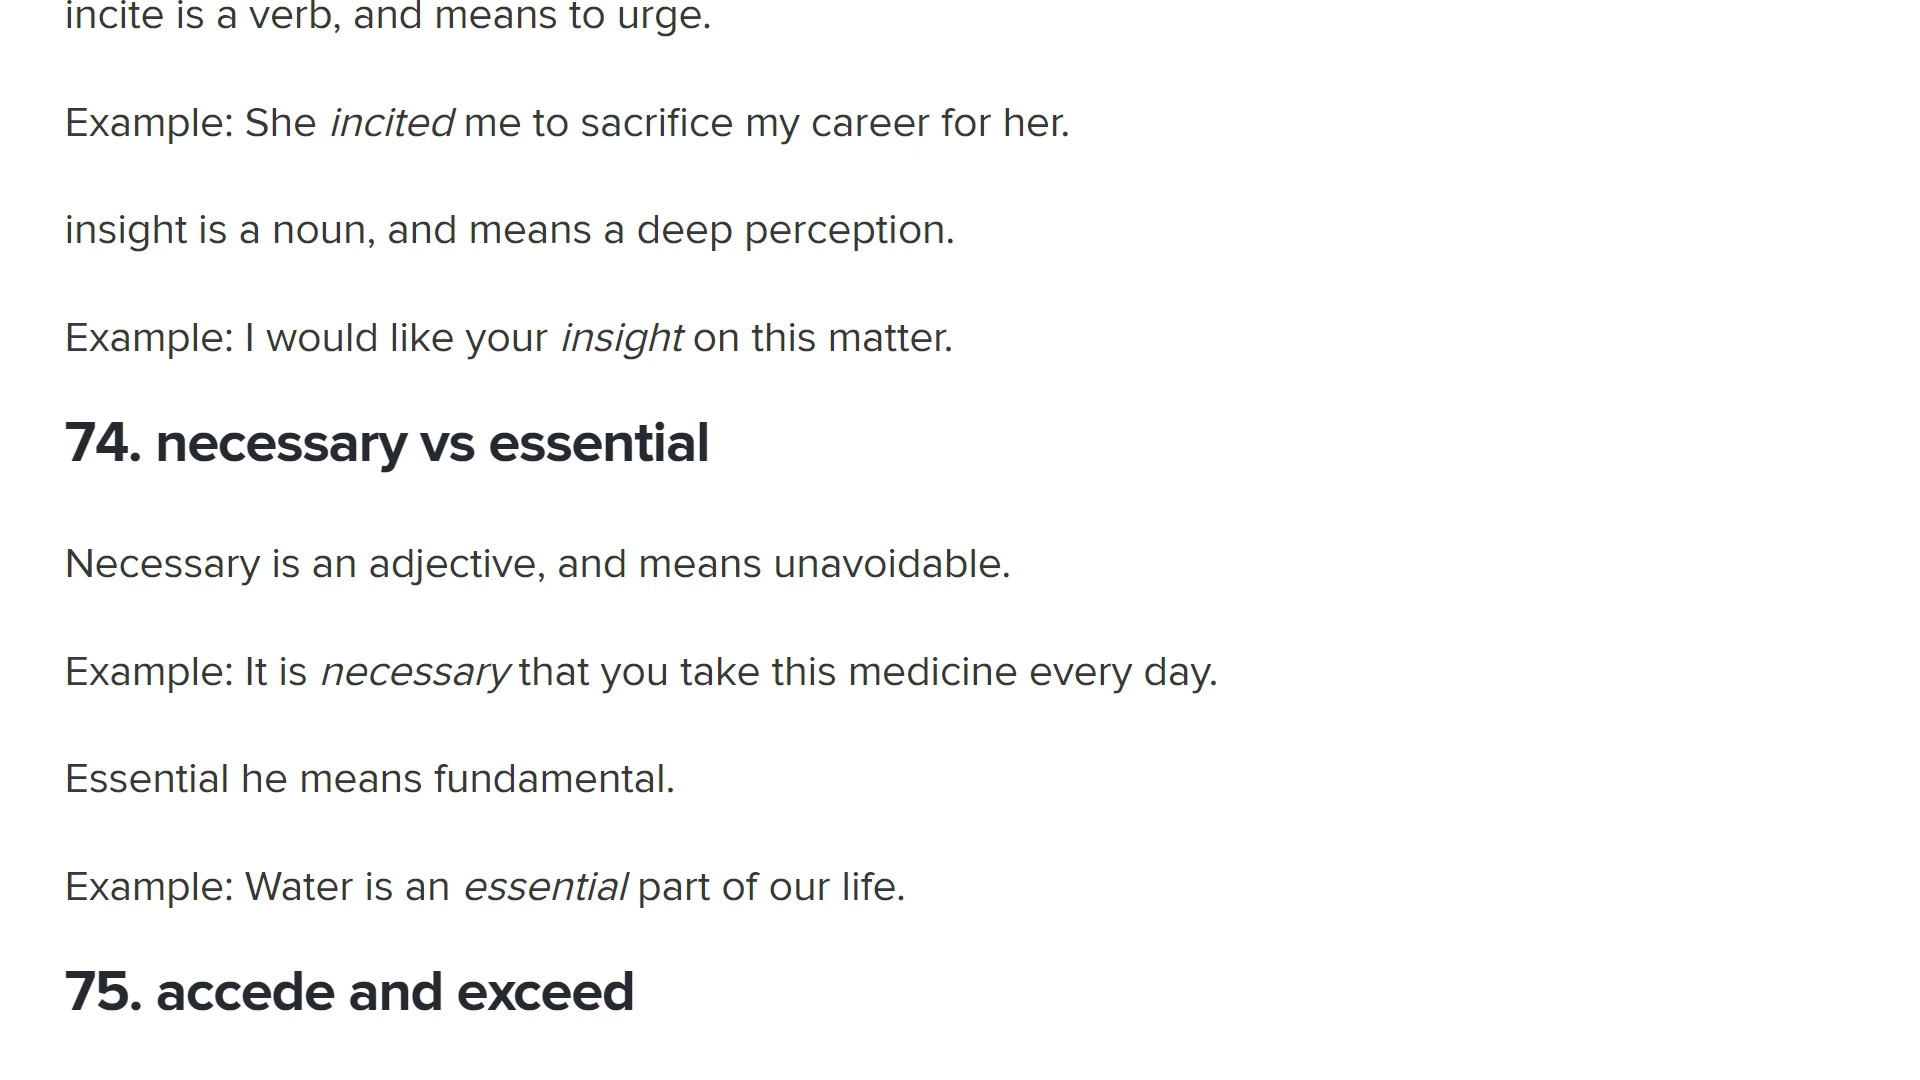 incite is a verb, and means to urge.
Example: She incited me to sacrifice my career for her.
insight is a noun, and means a deep perception.
Example: I would like your insight on this matter.
74. necessary vs essential
Necessary is an adjective, and means unavoidable.
Example: It is necessary that you take this medicine every day.
Essential he means fundamental.
Example: Water is an essential part of our life.
75. accede and exceed